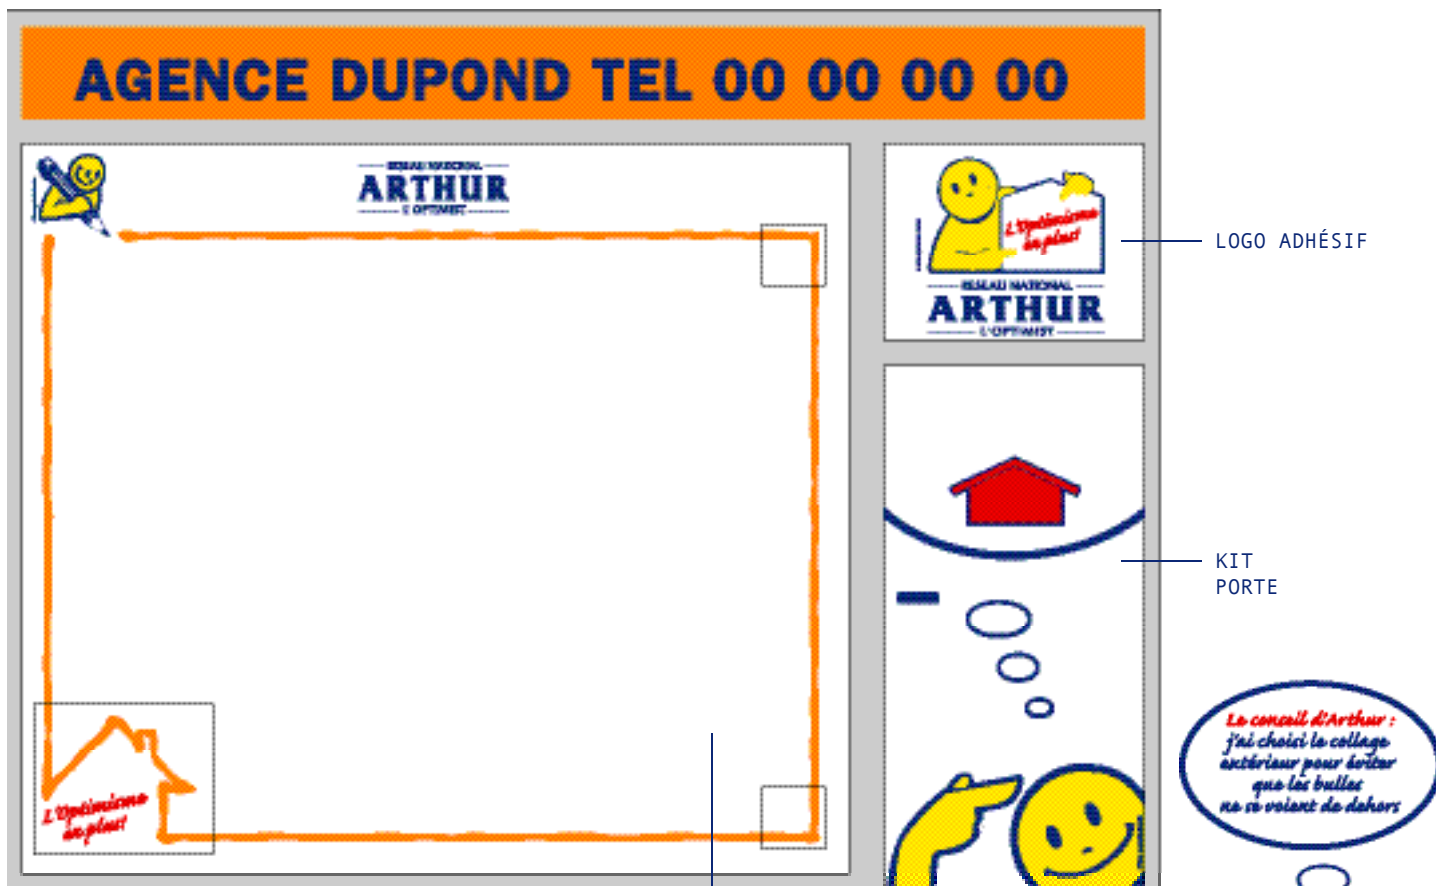 AGENCE DUPOND TEL 00 00 00 00
RESEAU NATIONAL
ARTHUR
L'OPTIMIST
L'Optimisme
en plus!
RESEAU NATIONAL
ARTHUR
L'OPTIMIST
LOGO ADHÉSIF
KIT
PORTE
L'Optimisme
en plus!
Le conseil d'Arthur :
j'ai choisi le collage
extérieur pour éviter
que les bulles
ne se voient de dehors